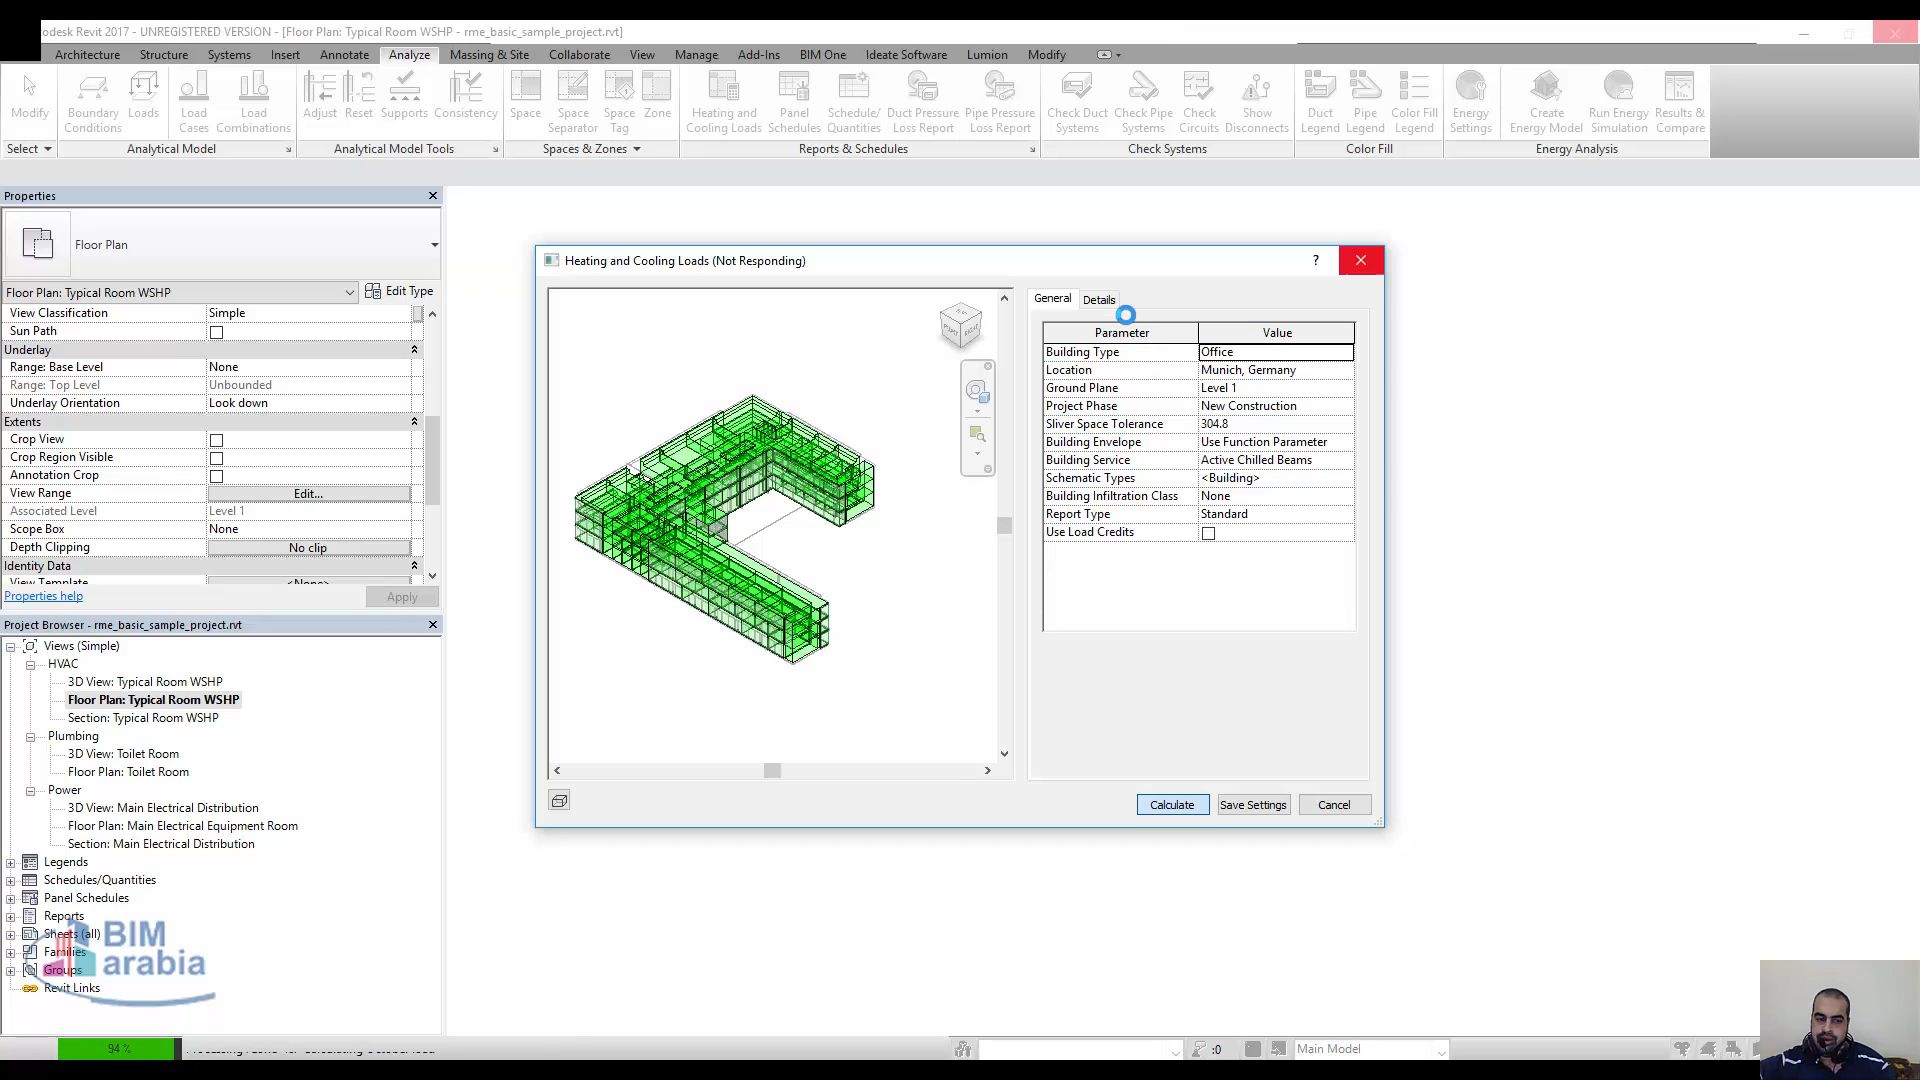 odesk Revit 2017 - UNREGISTERED VERSION - [Floor Plan: Typical Room WSHP - rme_basic_sample_project.rvt]
Architecture Structure Systems Insert Annotate Analyze Massing & Site Collaborate View Manage Add-Ins BIM One Ideate Software Lumion Modify
Modify Boundary Conditions Loads Load Cases Load Combinations Adjust Reset Supports Consistency Space Space Separator Space Tag Zone Heating and Cooling Loads Panel Schedules Schedule/ Quantities Duct Pressure Loss Report Pipe Pressure Loss Report Check Duct Systems Check Pipe Systems Check Circuits Show Disconnects Duct Legend Pipe Legend Color Fill Legend Energy Settings Create Energy Model Run Energy Simulation Results & Compare
Select Analytical Model Analytical Model Tools Spaces & Zones Reports & Schedules Check Systems Color Fill Energy Analysis
Properties
Floor Plan
Floor Plan: Typical Room WSHP Edit Type
View Classification Simple
Sun Path
Underlay
Range: Base Level None
Range: Top Level Unbounded
Underlay Orientation Look down
Extents
Crop View
Crop Region Visible
Annotation Crop
View Range Edit...
Associated Level Level 1
Scope Box None
Depth Clipping No clip
Identity Data
View Template <None>
Properties help Apply
Project Browser - rme_basic_sample_project.rvt
Views (Simple)
HVAC
3D View: Typical Room WSHP
Floor Plan: Typical Room WSHP
Section: Typical Room WSHP
Plumbing
3D View: Toilet Room
Floor Plan: Toilet Room
Power
3D View: Main Electrical Distribution
Floor Plan: Main Electrical Equipment Room
Section: Main Electrical Distribution
Legends
Schedules/Quantities
Panel Schedules
Reports
Sheets (all)
Families
Groups
Revit Links
BIM
arabia
Heating and Cooling Loads (Not Responding)
?
General Details
Parameter Value
Building Type Office
Location Munich, Germany
Ground Plane Level 1
Project Phase New Construction
Sliver Space Tolerance 304.8
Building Envelope Use Function Parameter
Building Service Active Chilled Beams
Schematic Types <Building>
Building Infiltration Class None
Report Type Standard
Use Load Credits
Calculate Save Settings Cancel
94 %
:0 Main Model